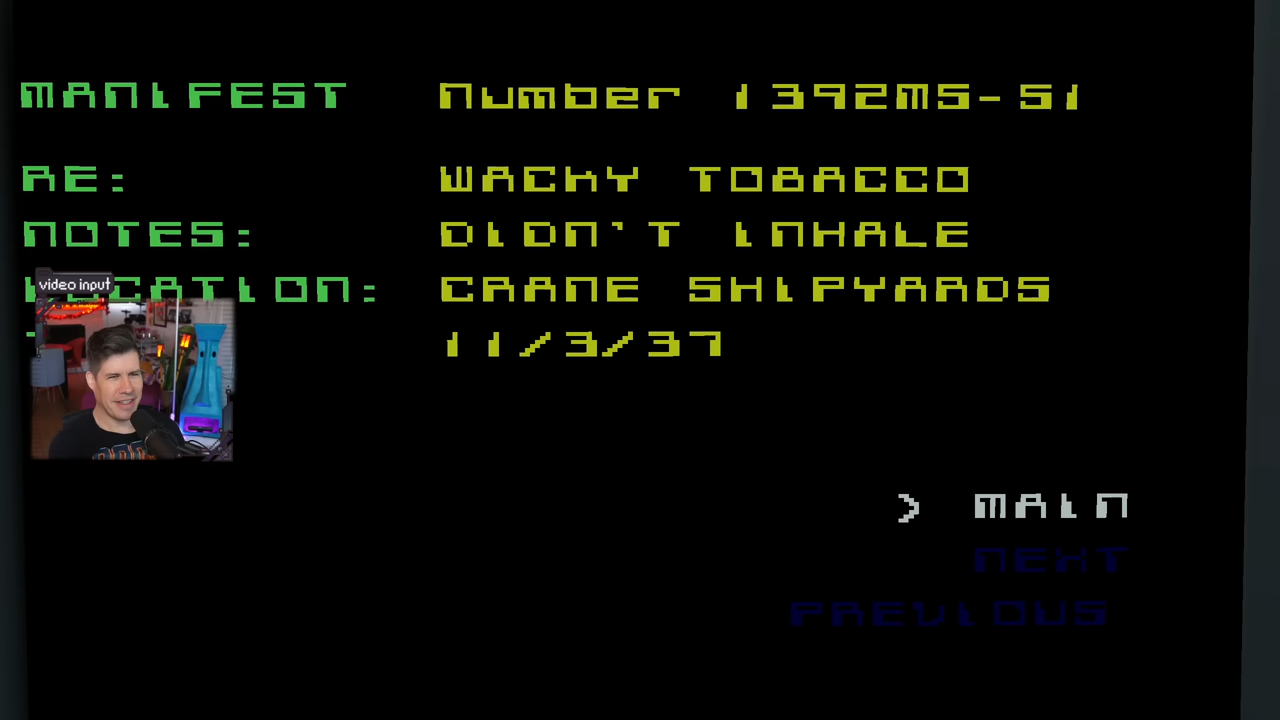 MANIFEST Number 1392MS-51
RE: WACKY TOBACCO
NOTES: DIDN'T INHALE
LOCATION: CRANE SHIPYARDS
11/3/37
video input
> MAIN
NEXT
PREVIOUS